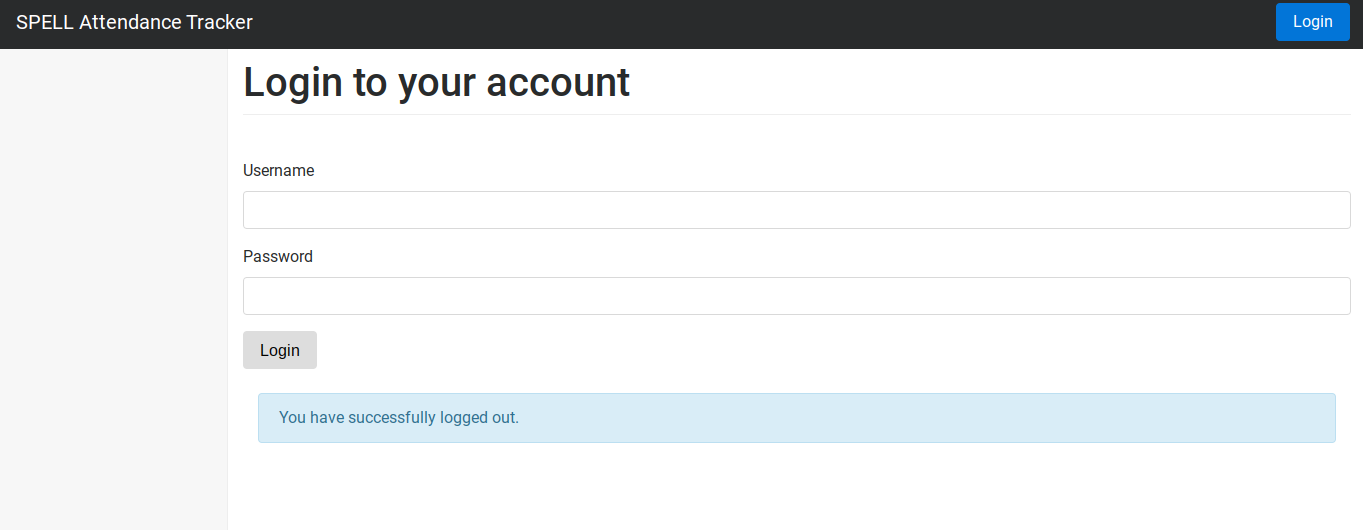 SPELL Attendance Tracker
Login
Login to your account
Username
Password
Login
You have successfully logged out.